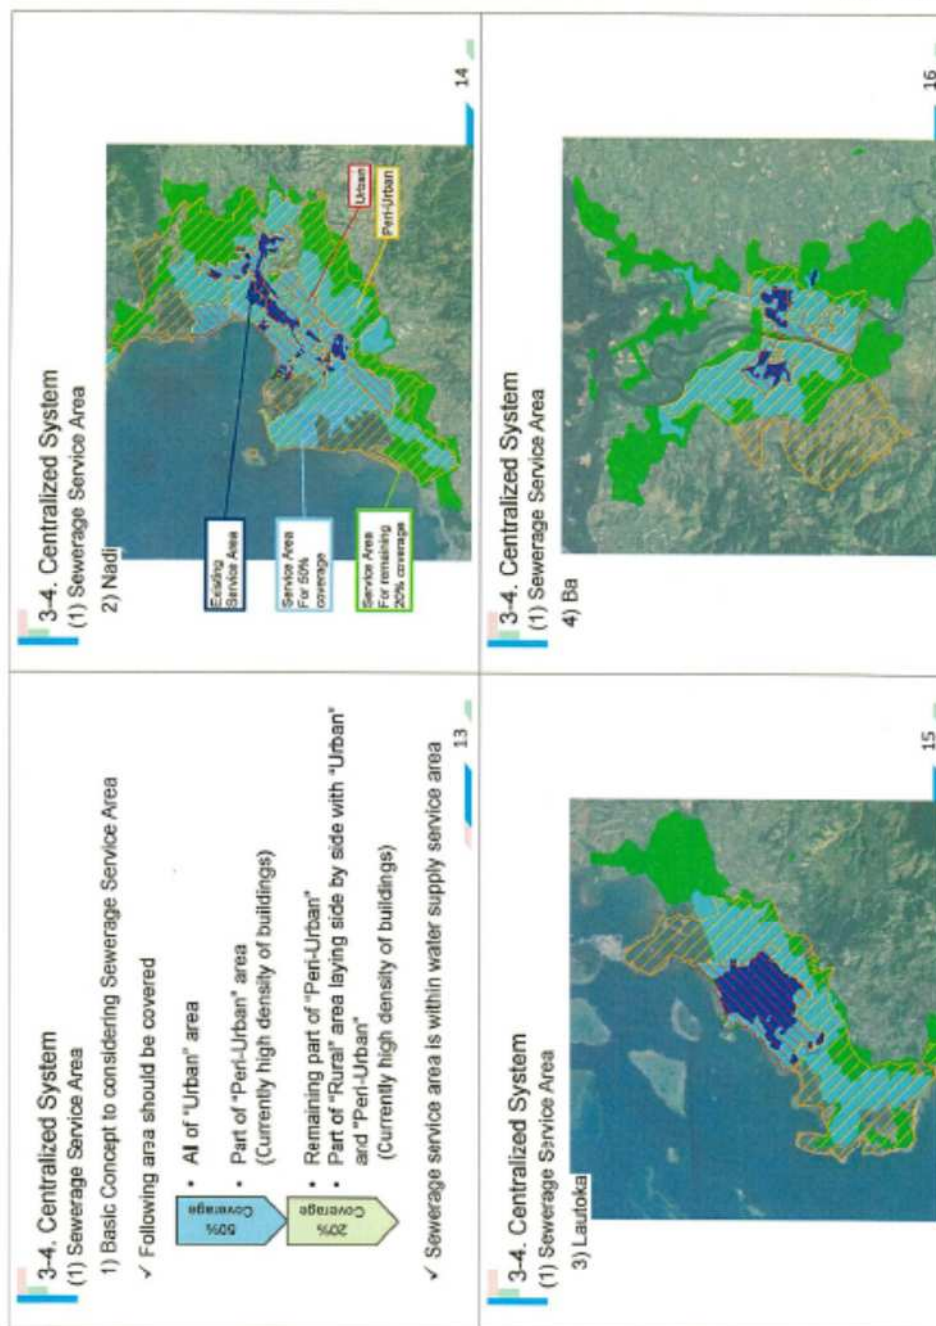 3-4. Centralized System
(1) Sewerage Service Area
1) Basic Concept to considering Sewerage Service Area
✓ Following area should be covered
50% Coverage
• All of "Urban" area
• Part of "Peri-Urban" area
(Currently high density of buildings)
20% Coverage
• Remaining part of "Peri-Urban"
• Part of "Rural" area laying side by side with "Urban"
and "Peri-Urban"
(Currently high density of buildings)
✓ Sewerage service area is within water supply service area
13
3-4. Centralized System
(1) Sewerage Service Area
2) Nadi
Existing
Service Area
Service Area
For 50%
coverage
Service Area
For remaining
20% coverage
Urban
Peri-Urban
14
3-4. Centralized System
(1) Sewerage Service Area
3) Lautoka
15
3-4. Centralized System
(1) Sewerage Service Area
4) Ba
16